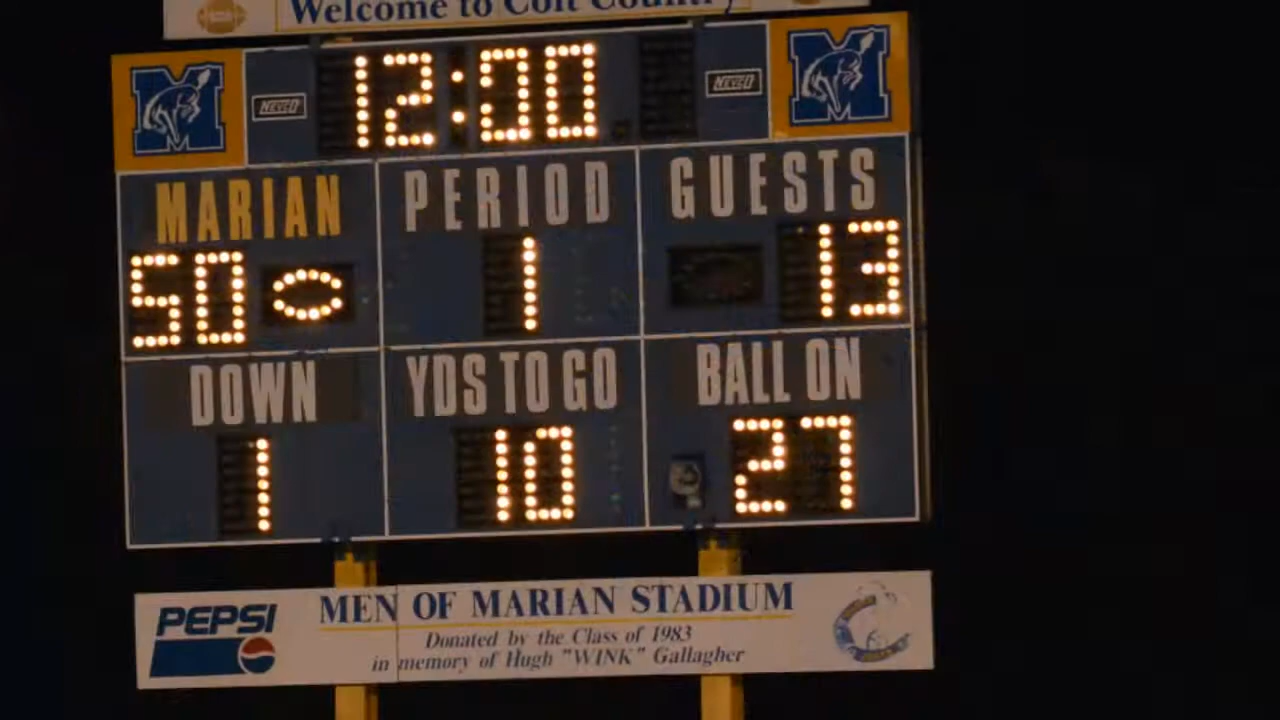 Welcome to Colt Country
M
NEVCO
12:00
NEVCO
M
MARIAN
PERIOD
GUESTS
50
1
13
DOWN
YDS TO GO
BALL ON
1
10
27
PEPSI
MEN OF MARIAN STADIUM
Donated by the Class of 1983
in memory of Hugh "WINK" Gallagher